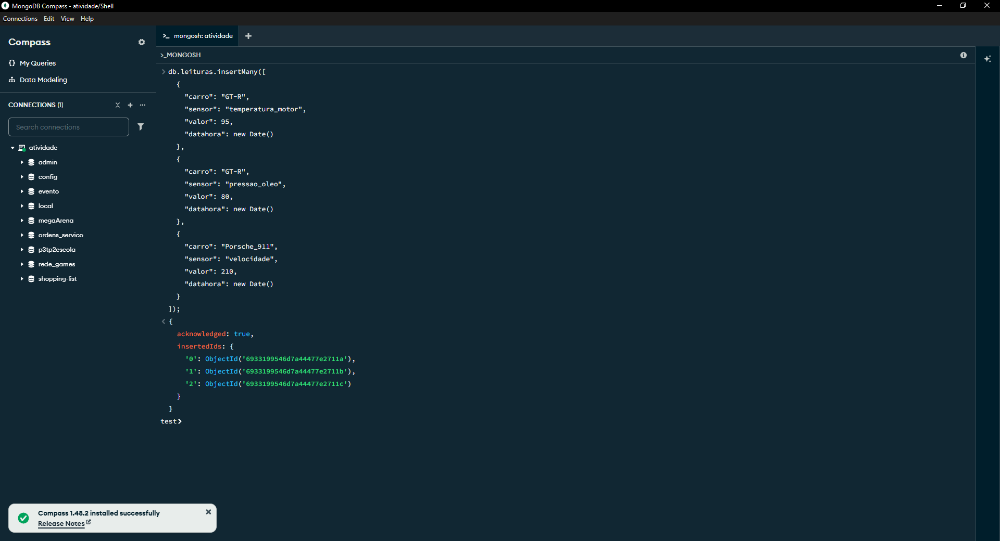 MongoDB Compass - atividade/Shell
Connections Edit View Help
Compass
{} My Queries
Data Modeling
CONNECTIONS (1)
Search connections
atividade
admin
config
evento
local
megaArena
ordens_servico
p3tp2escola
rede_games
shopping-list
>_ mongosh: atividade
>_MONGOSH
> db.leituras.insertMany([
{
"carro": "GT-R",
"sensor": "temperatura_motor",
"valor": 95,
"datahora": new Date()
},
{
"carro": "GT-R",
"sensor": "pressao_oleo",
"valor": 80,
"datahora": new Date()
},
{
"carro": "Porsche_911",
"sensor": "velocidade",
"valor": 210,
"datahora": new Date()
}
]);
< {
acknowledged: true,
insertedIds: {
'0': ObjectId('6933199546d7a44477e2711a'),
'1': ObjectId('6933199546d7a44477e2711b'),
'2': ObjectId('6933199546d7a44477e2711c')
}
}
test>
Compass 1.48.2 installed successfully
Release Notes